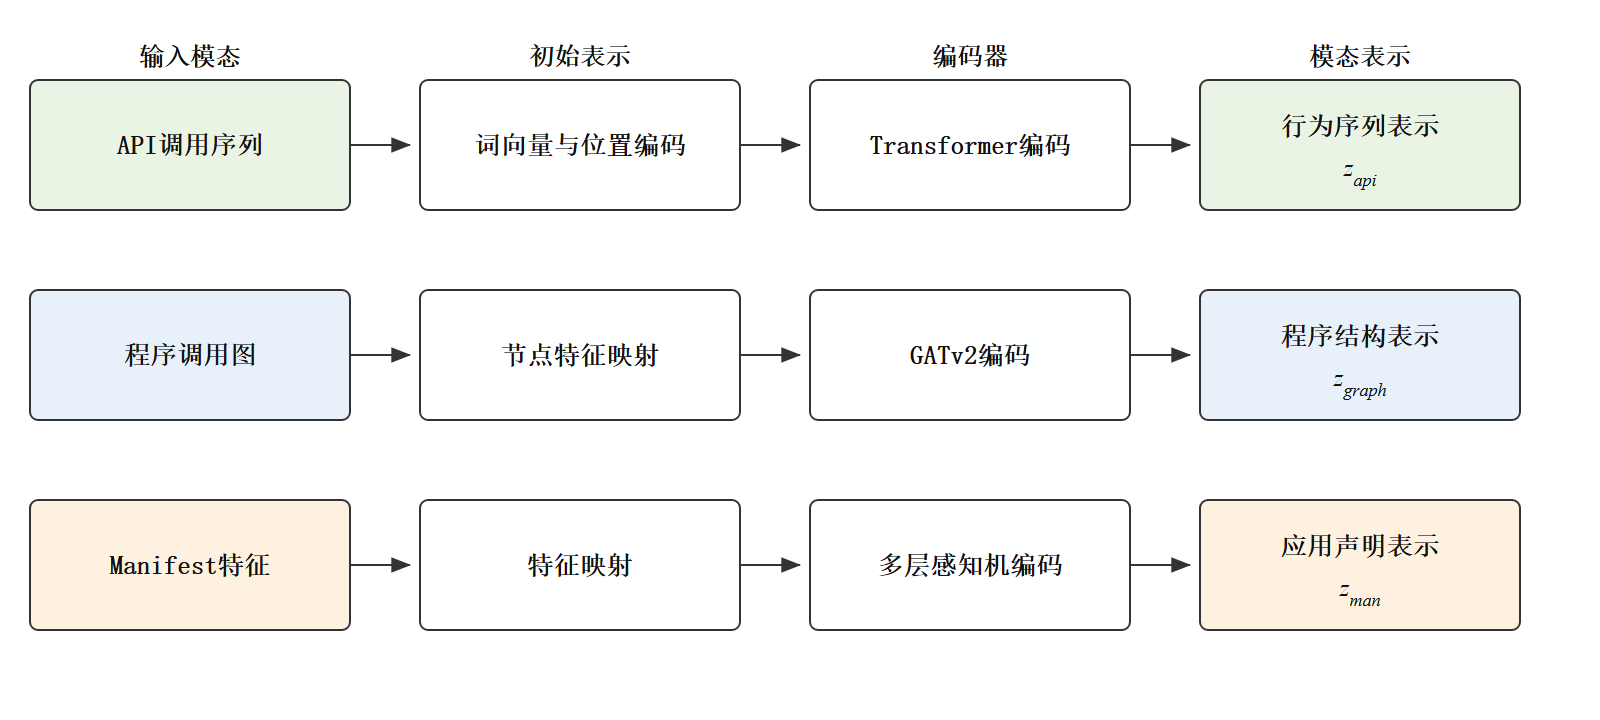 输入模态
初始表示
编码器
模态表示
API调用序列
词向量与位置编码
Transformer编码
行为序列表示
z_api
程序调用图
节点特征映射
GATv2编码
程序结构表示
z_graph
Manifest特征
特征映射
多层感知机编码
应用声明表示
z_man